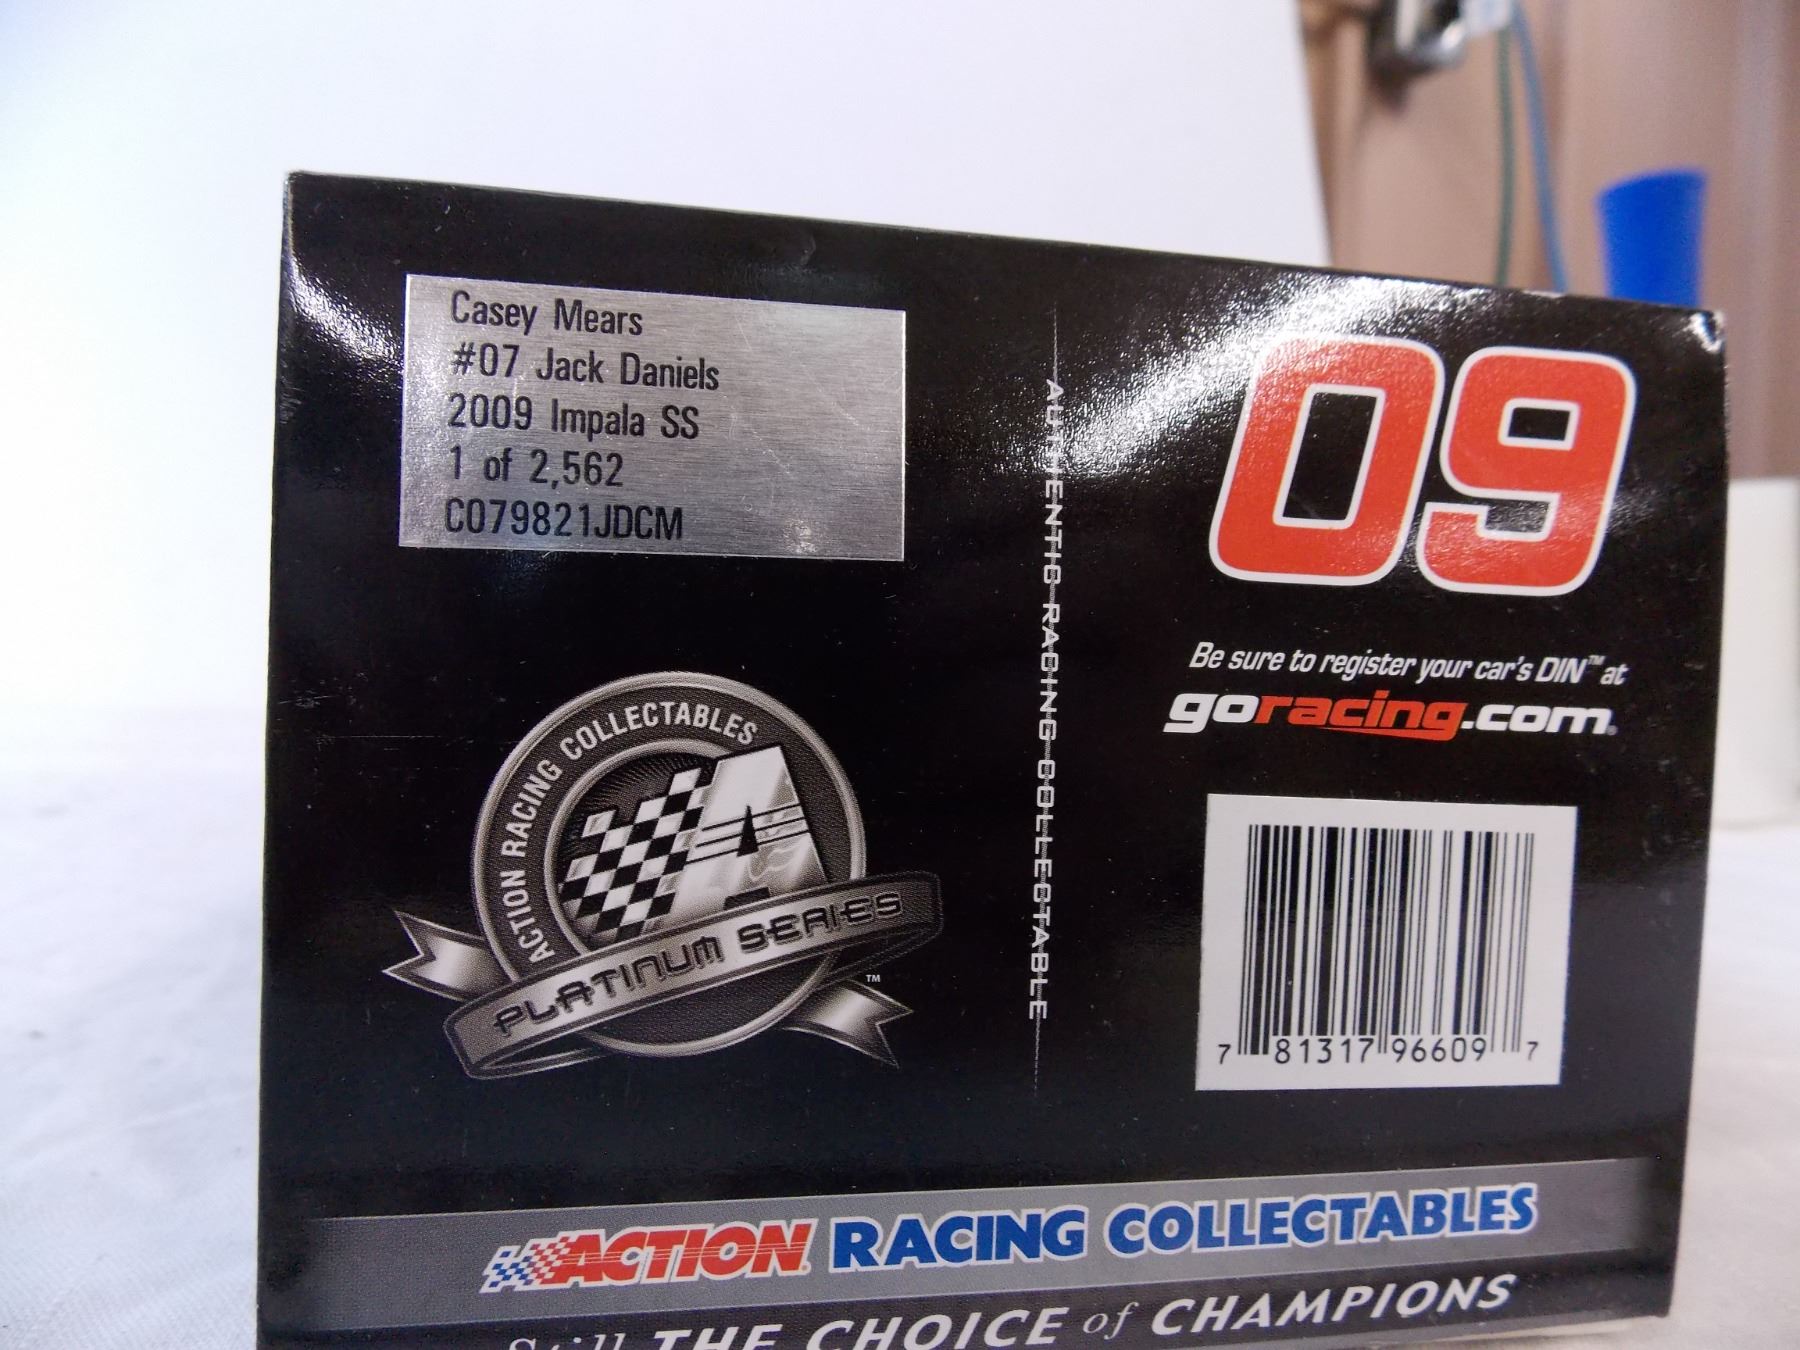 Casey Mears
#07 Jack Daniels
2009 Impala SS
1 of 2,562
C079821JDCM
ACTION RACING COLLECTABLES
A
PLATINUM SERIES
™
AUTHENTIC RACING COLLECTABLE
09
Be sure to register your car's DIN™ at
goracing.com
7 81317 96609 7
ACTION RACING COLLECTABLES
Still THE CHOICE of CHAMPIONS